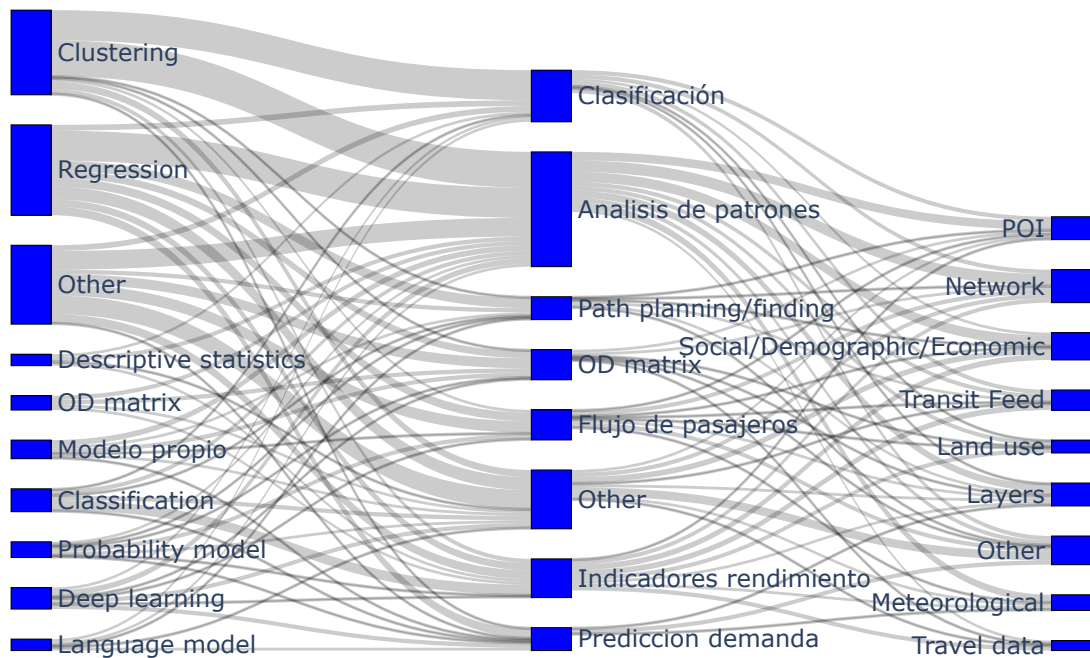 Clustering
Regression
Other
Descriptive statistics
OD matrix
Modelo propio
Classification
Probability model
Deep learning
Language model
Clasificación
Analisis de patrones
Path planning/finding
OD matrix
Flujo de pasajeros
Other
Indicadores rendimiento
Prediccion demanda
POI
Network
Social/Demographic/Economic
Transit Feed
Land use
Layers
Other
Meteorological
Travel data